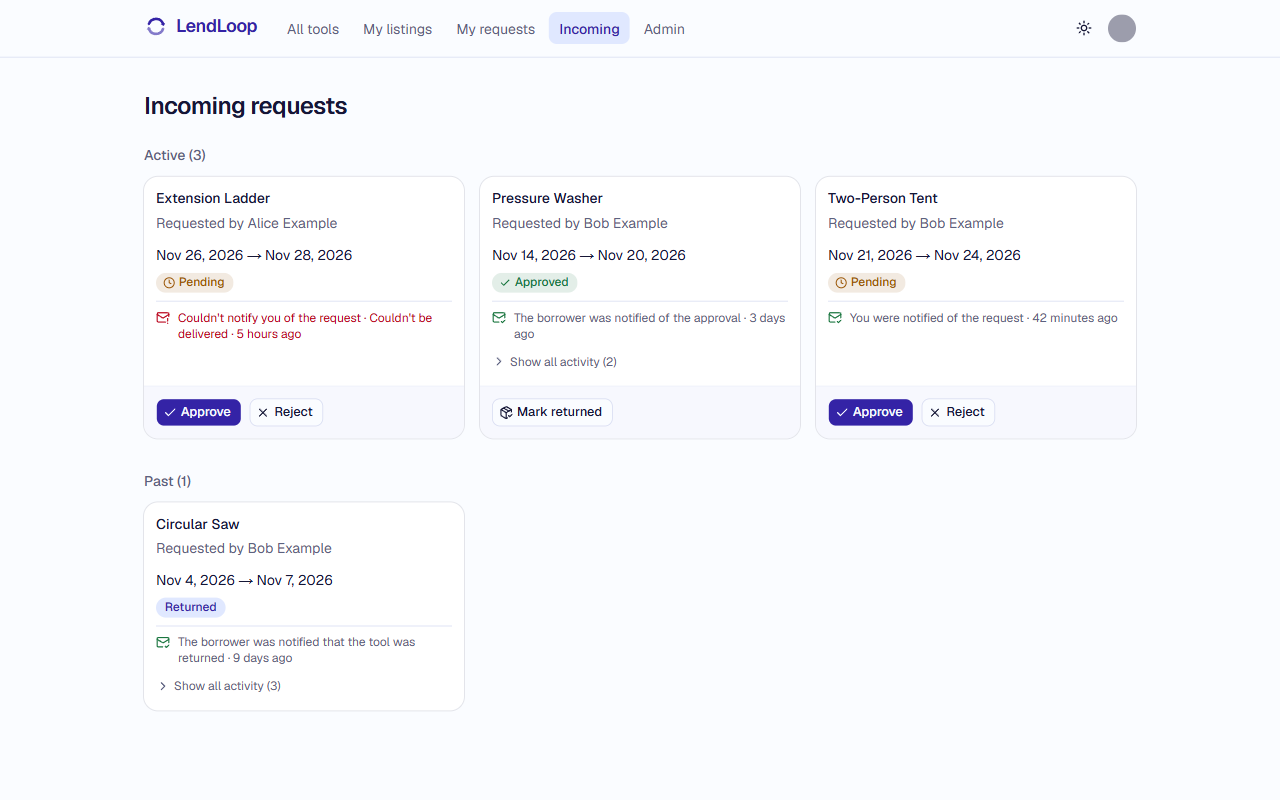 LendLoop
All tools
My listings
My requests
Incoming
Admin
Incoming requests
Active (3)
Extension Ladder
Requested by Alice Example
Nov 26, 2026 → Nov 28, 2026
Pending
Couldn't notify you of the request · Couldn't be
delivered · 5 hours ago
Approve
Reject
Pressure Washer
Requested by Bob Example
Nov 14, 2026 → Nov 20, 2026
Approved
The borrower was notified of the approval · 3 days
ago
Show all activity (2)
Mark returned
Two-Person Tent
Requested by Bob Example
Nov 21, 2026 → Nov 24, 2026
Pending
You were notified of the request · 42 minutes ago
Approve
Reject
Past (1)
Circular Saw
Requested by Bob Example
Nov 4, 2026 → Nov 7, 2026
Returned
The borrower was notified that the tool was
returned · 9 days ago
Show all activity (3)